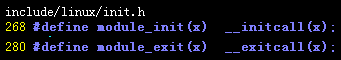 include/linux/init.h
268 #define module_init(x)  __initcall(x);
280 #define module_exit(x)  __exitcall(x);